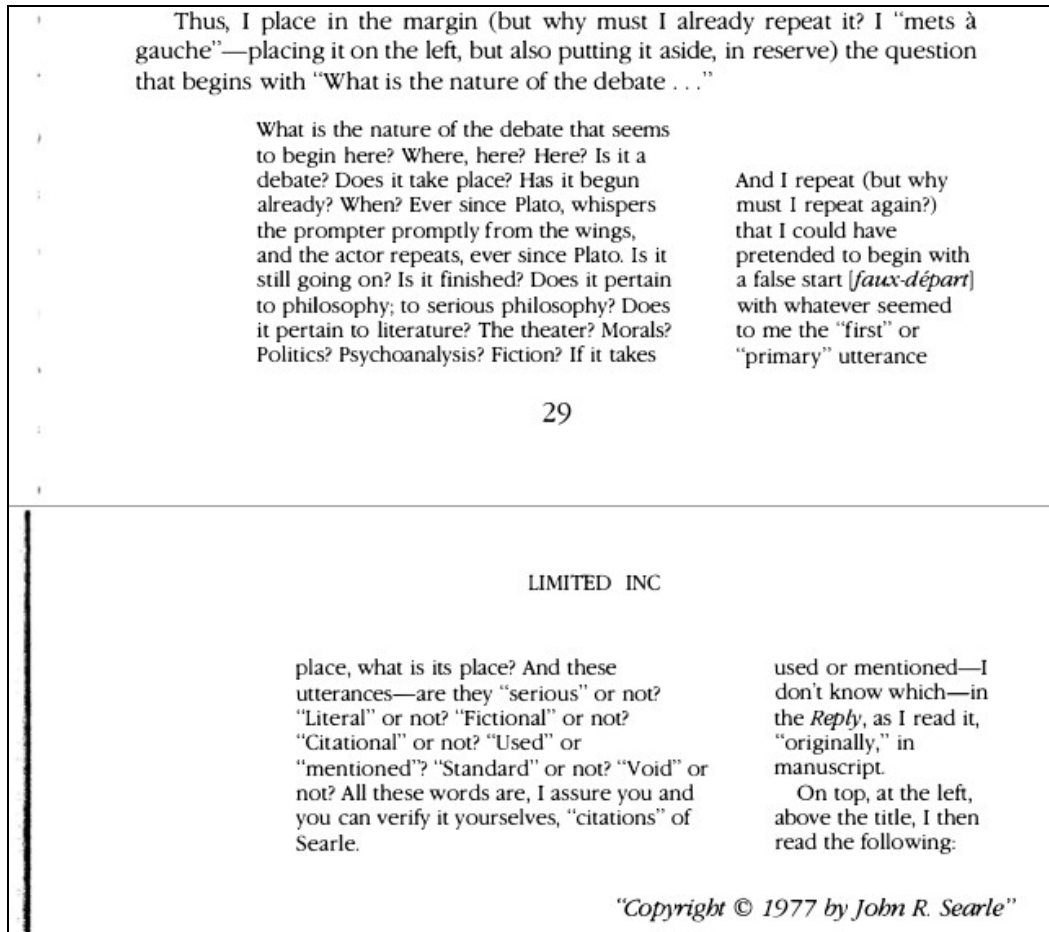 Thus, I place in the margin (but why must I already repeat it? I “mets à
gauche”—placing it on the left, but also putting it aside, in reserve) the question
that begins with “What is the nature of the debate . . .”
What is the nature of the debate that seems
to begin here? Where, here? Here? Is it a
debate? Does it take place? Has it begun
already? When? Ever since Plato, whispers
the prompter promptly from the wings,
and the actor repeats, ever since Plato. Is it
still going on? Is it finished? Does it pertain
to philosophy; to serious philosophy? Does
it pertain to literature? The theater? Morals?
Politics? Psychoanalysis? Fiction? If it takes
And I repeat (but why
must I repeat again?)
that I could have
pretended to begin with
a false start [faux-départ]
with whatever seemed
to me the “first” or
“primary” utterance
29
LIMITED INC
place, what is its place? And these
utterances—are they “serious” or not?
“Literal” or not? “Fictional” or not?
“Citational” or not? “Used” or
“mentioned”? “Standard” or not? “Void” or
not? All these words are, I assure you and
you can verify it yourselves, “citations” of
Searle.
used or mentioned—I
don't know which—in
the Reply, as I read it,
“originally,” in
manuscript.
On top, at the left,
above the title, I then
read the following:
“Copyright © 1977 by John R. Searle”